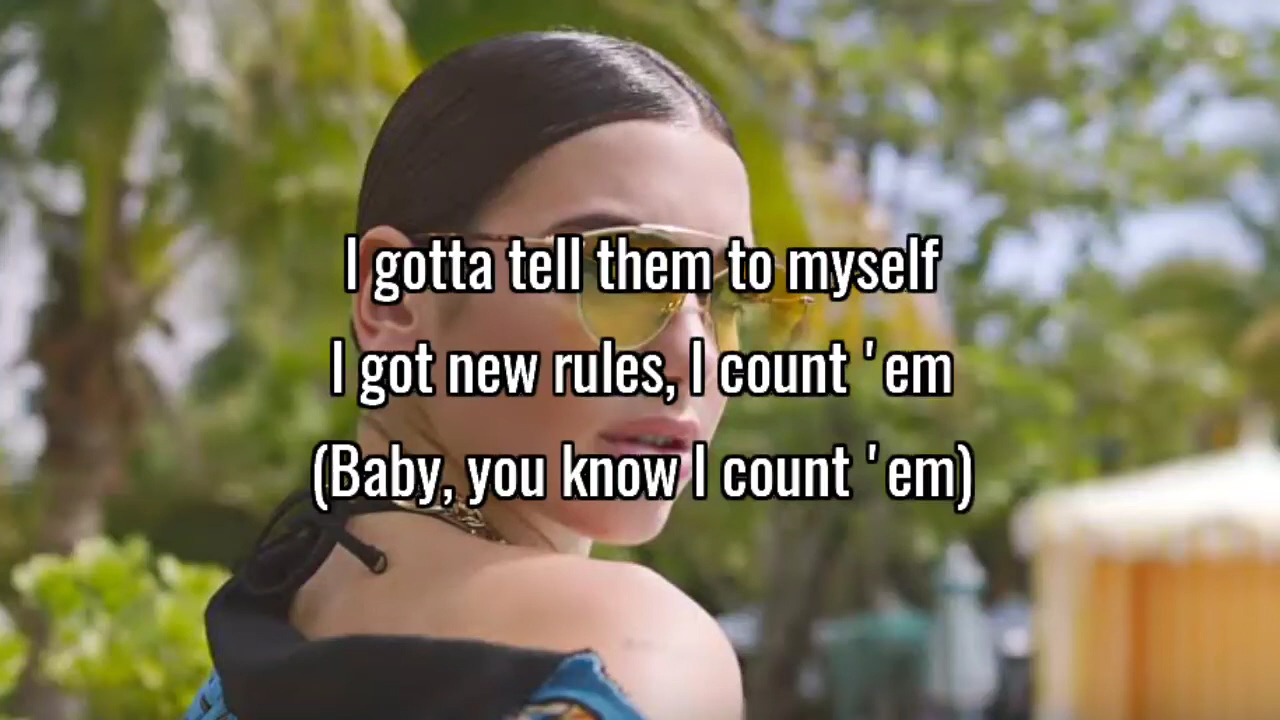 I gotta tell them to myself
I got new rules, I count 'em
(Baby, you know I count 'em)